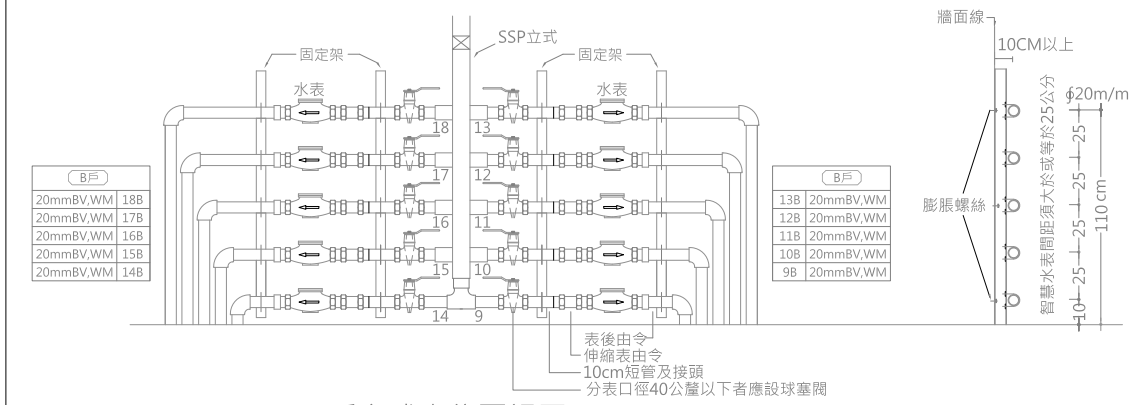 SSP立式
固定架
固定架
水表
水表
18
13
17
12
16
11
15
10
14
9
B戶
20mmBV,WM 18B
20mmBV,WM 17B
20mmBV,WM 16B
20mmBV,WM 15B
20mmBV,WM 14B
B戶
13B 20mmBV,WM
12B 20mmBV,WM
11B 20mmBV,WM
10B 20mmBV,WM
9B 20mmBV,WM
表後由令
伸縮表由令
10cm短管及接頭
分表口徑40公釐以下者應設球塞閥
牆面線
10CM以上
膨脹螺絲
智慧水表間距須大於或等於25公分
ϕ20m/m
25
25
25
25
10
110 cm